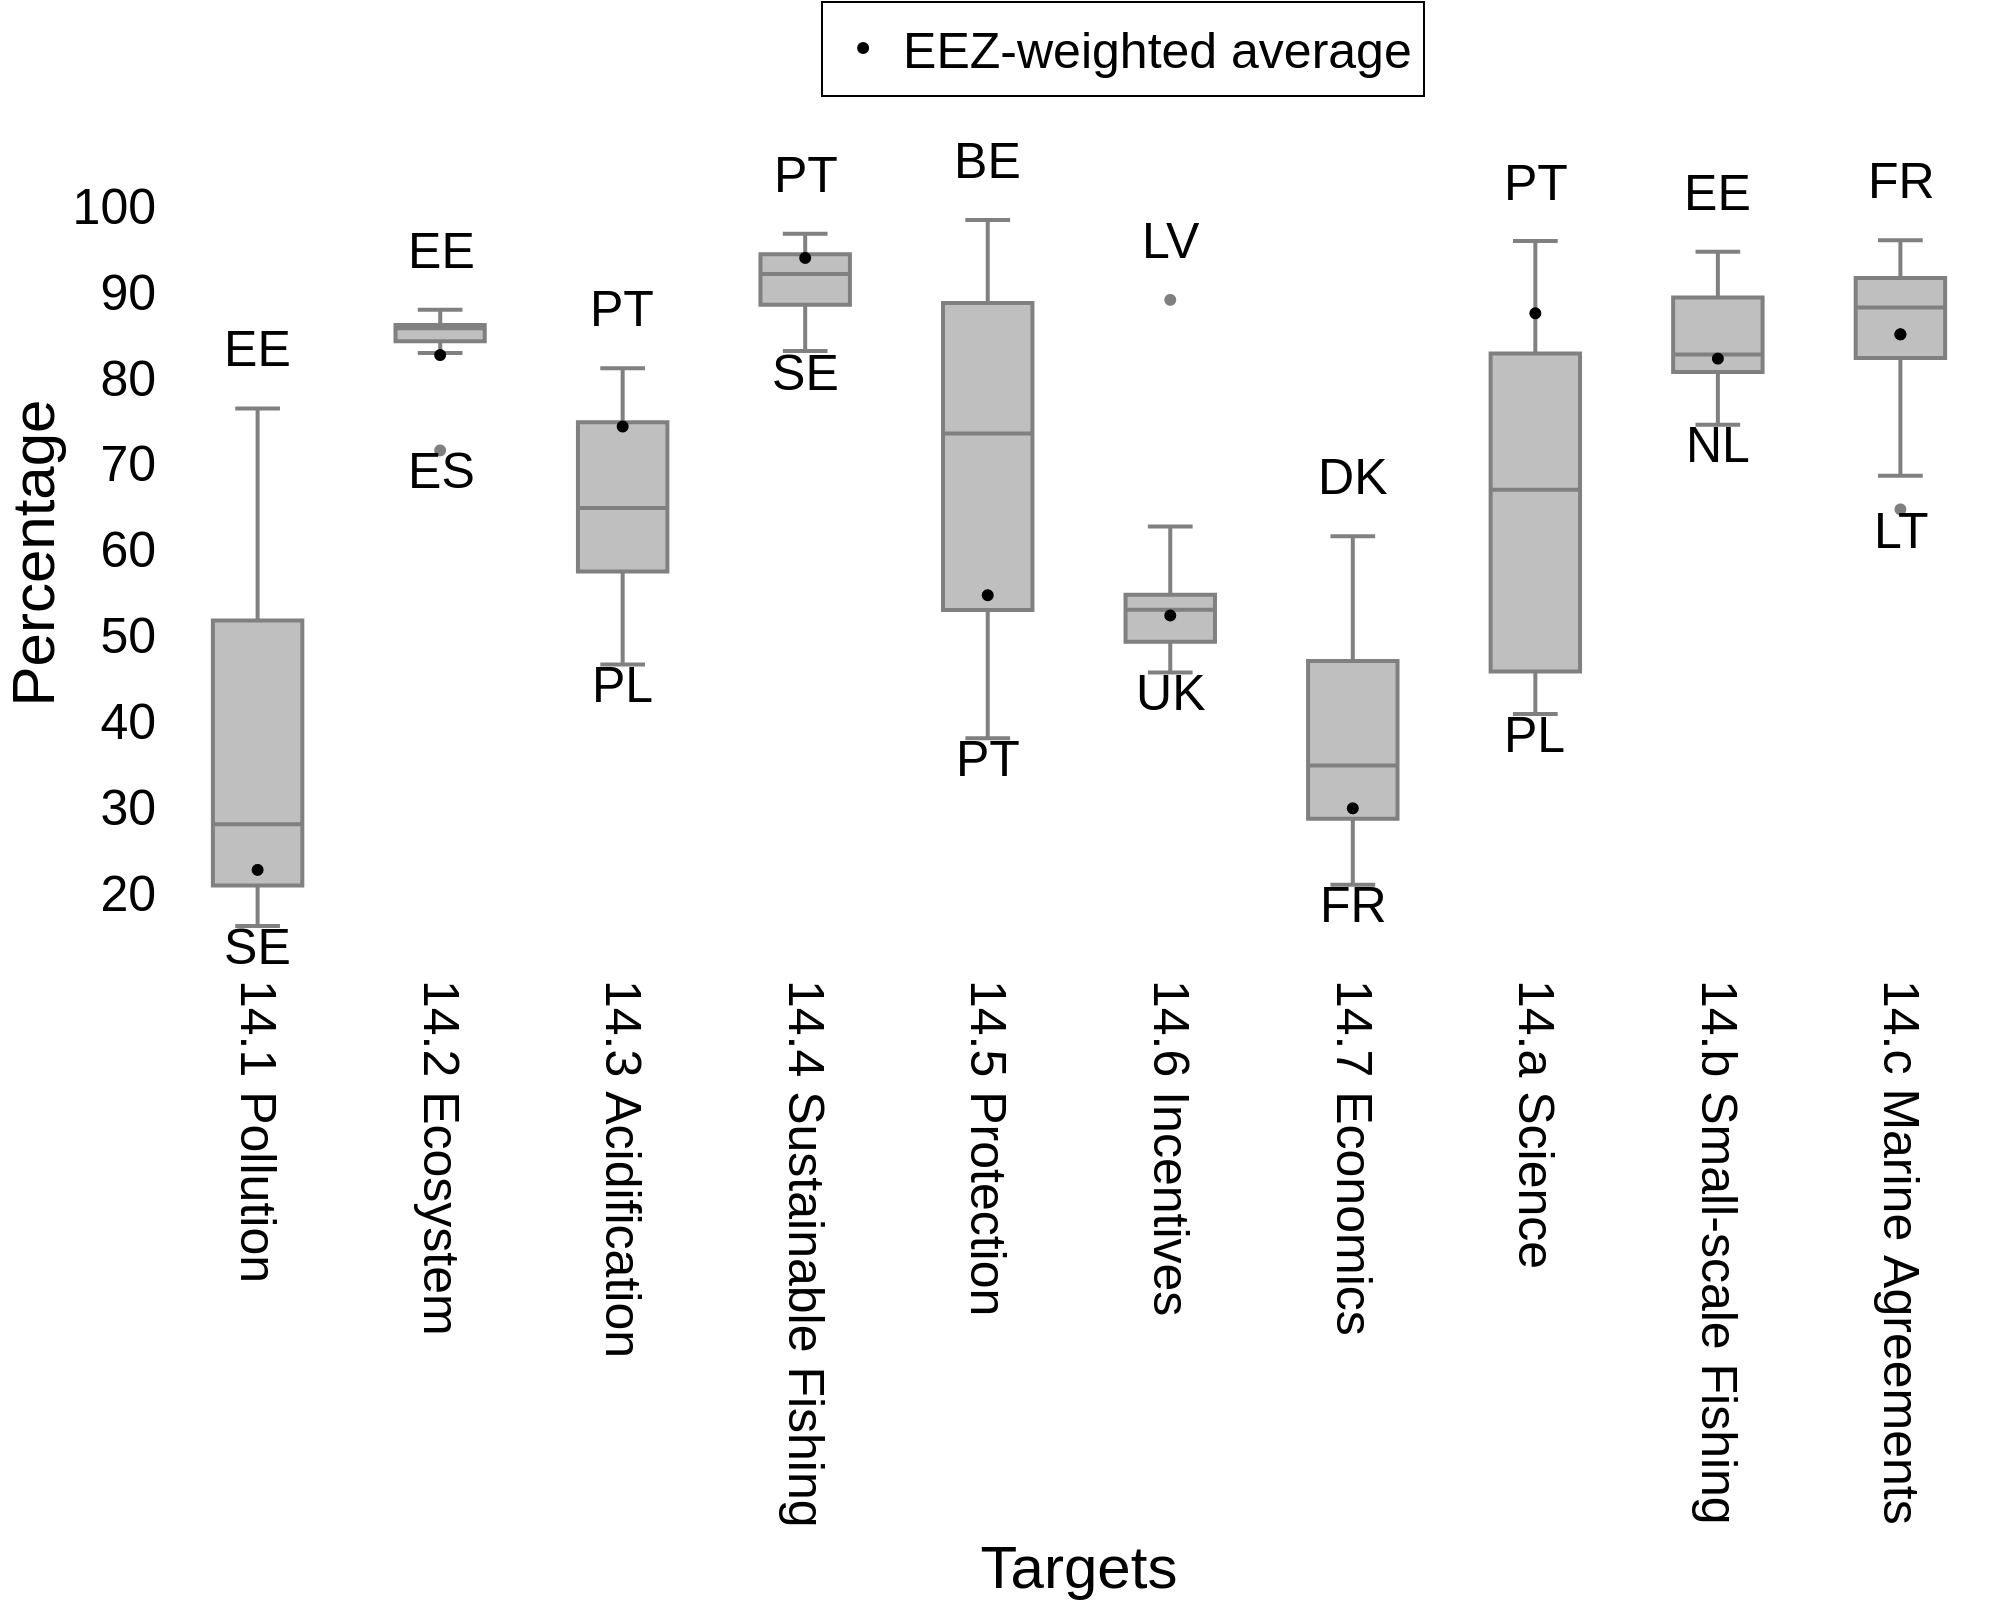 EEZ-weighted average
Percentage
100
90
80
70
60
50
40
30
20
EE
SE
EE
ES
PT
PL
PT
SE
BE
PT
LV
UK
DK
FR
PT
PL
EE
NL
FR
LT
14.1 Pollution
14.2 Ecosystem
14.3 Acidification
14.4 Sustainable Fishing
14.5 Protection
14.6 Incentives
14.7 Economics
14.a Science
14.b Small-scale Fishing
14.c Marine Agreements
Targets